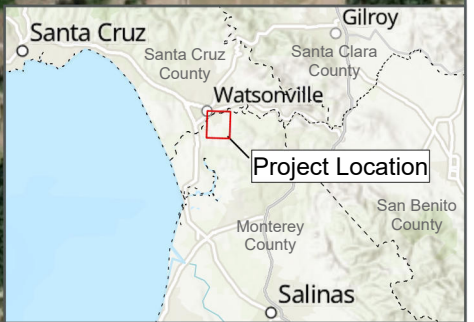 Gilroy
Santa Cruz
Santa Cruz
County
Santa Clara
County
Watsonville
Project Location
San Benito
County
Monterey
County
Salinas